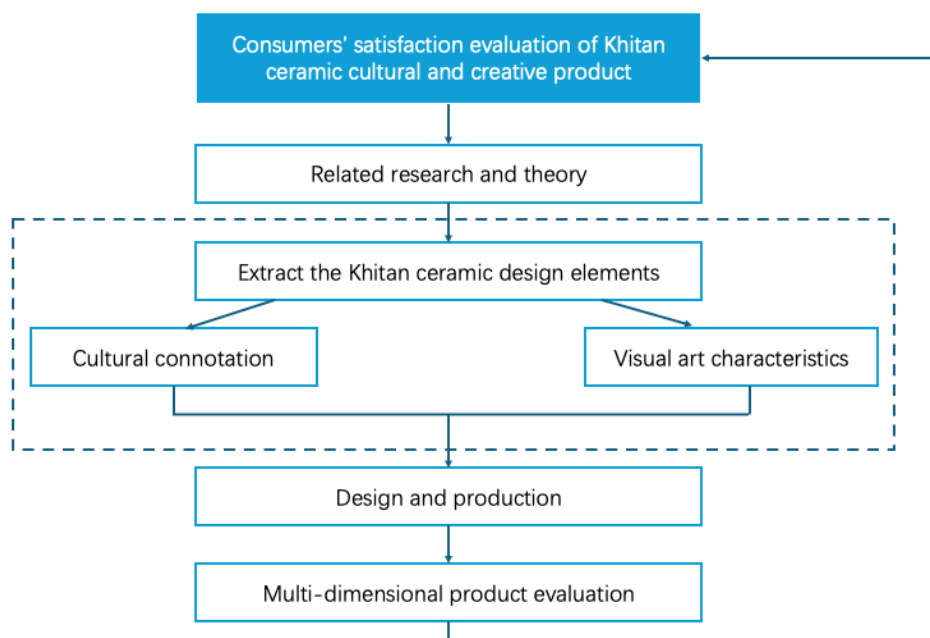 Consumers' satisfaction evaluation of Khitan
ceramic cultural and creative product
Related research and theory
Extract the Khitan ceramic design elements
Cultural connotation
Visual art characteristics
Design and production
Multi-dimensional product evaluation